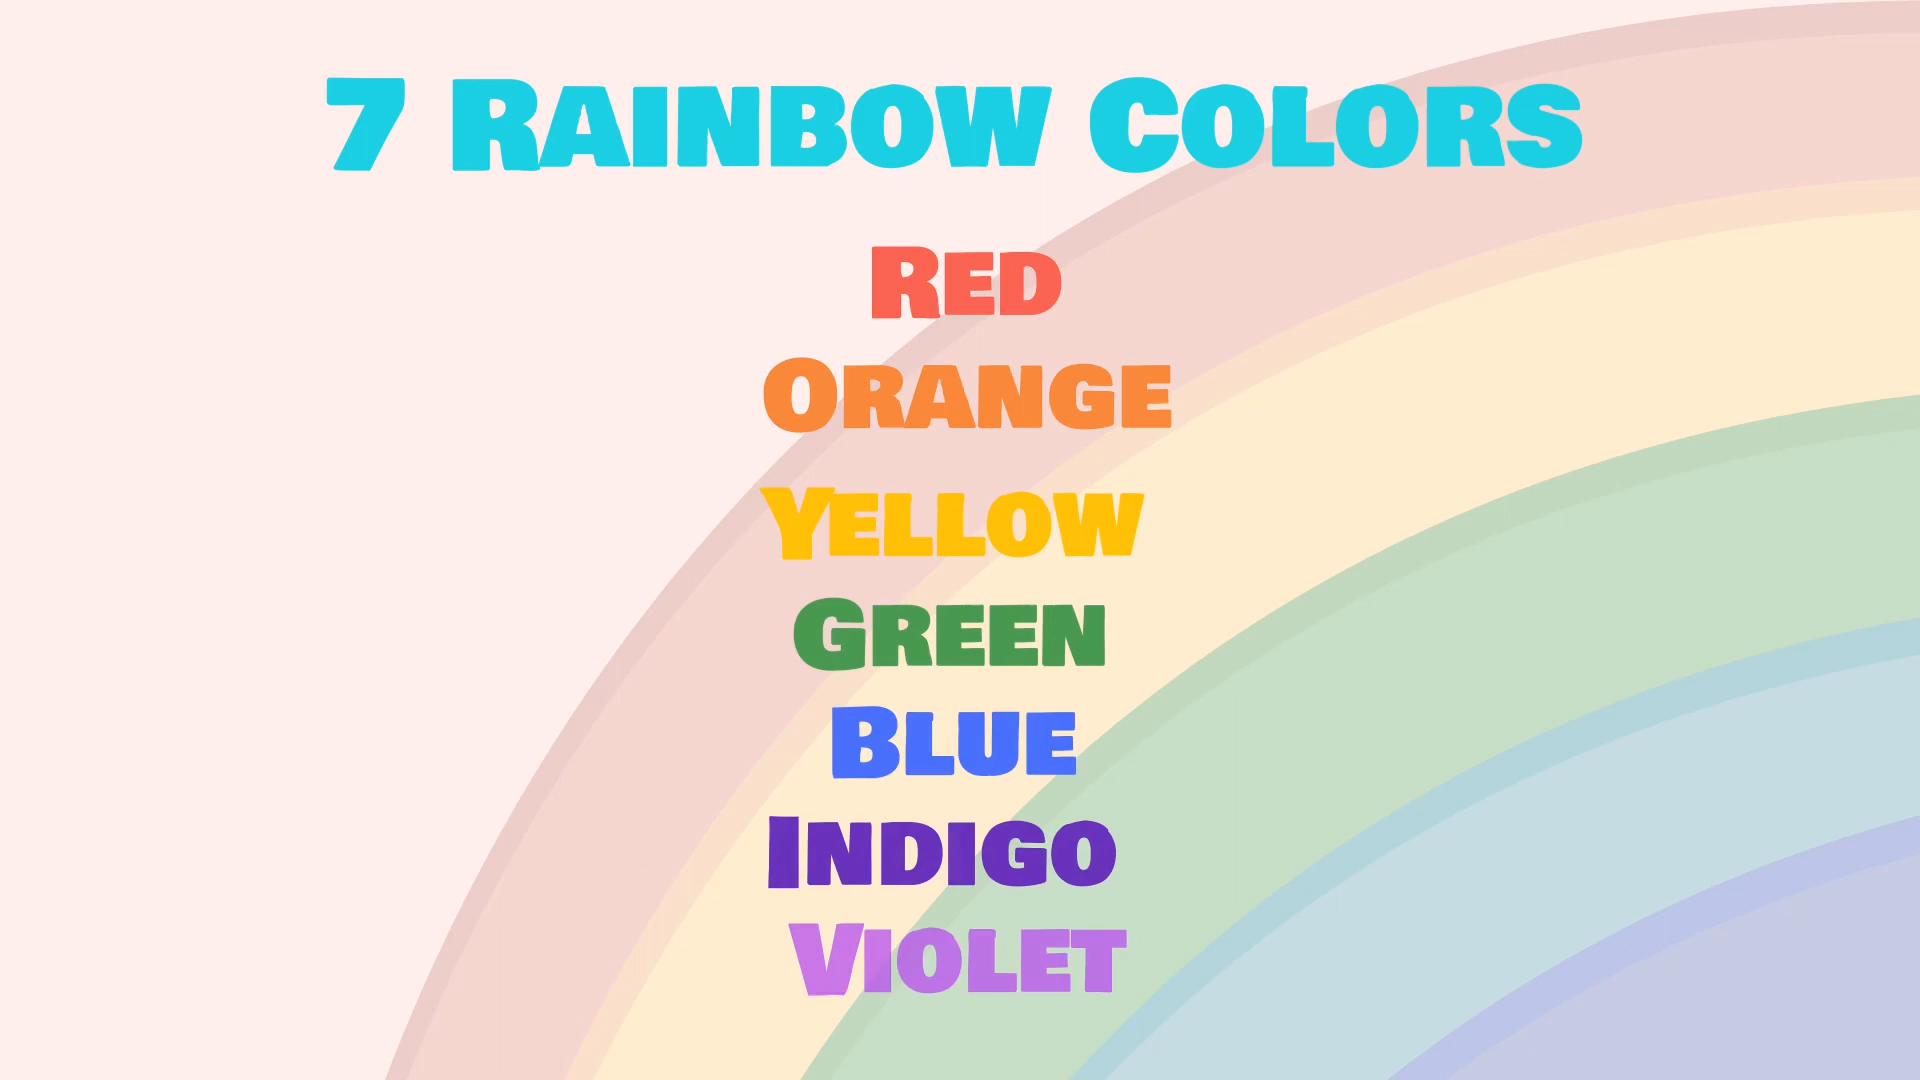 7 Rainbow Colors
Red
Orange
Yellow
Green
Blue
Indigo
Violet